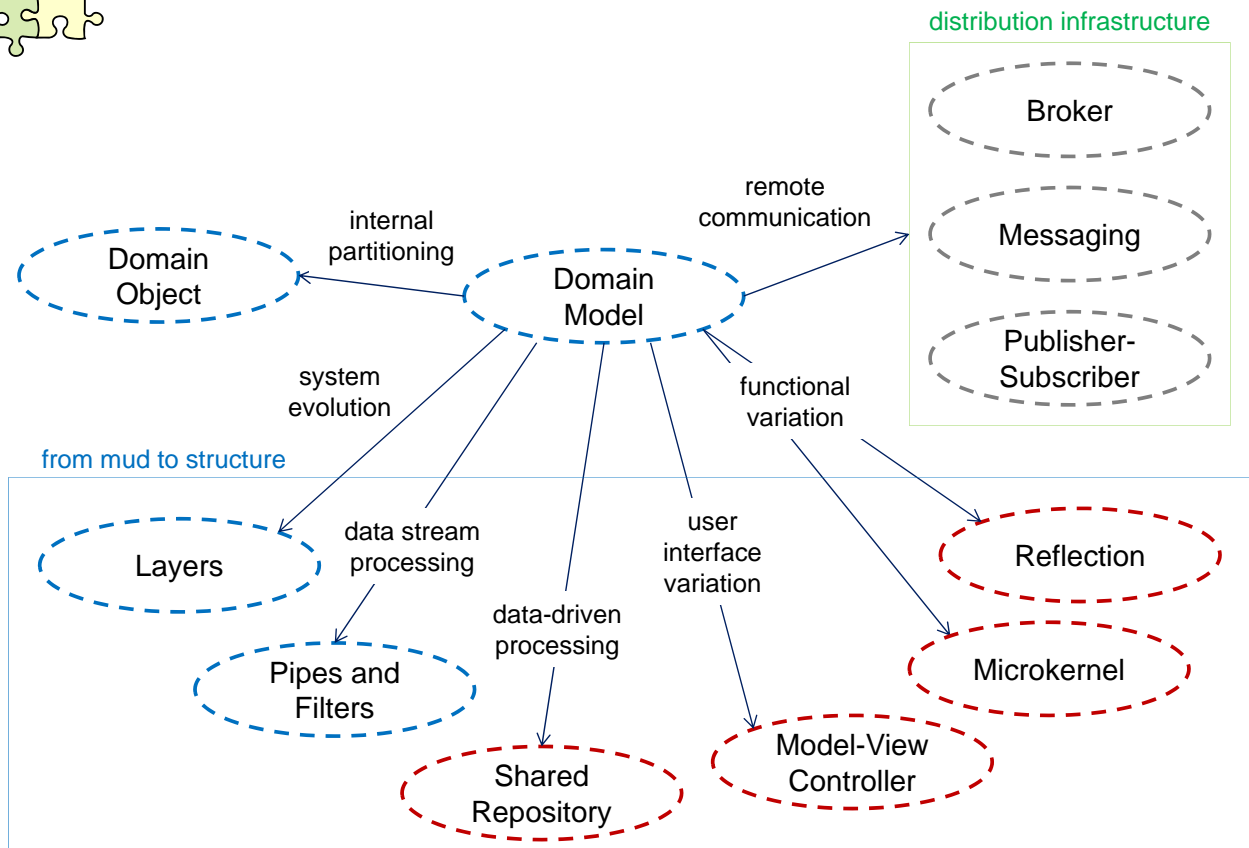 distribution infrastructure
Broker
remote
communication
internal
partitioning
Messaging
Domain
Object
Domain
Model
Publisher-
Subscriber
system
evolution
functional
variation
from mud to structure
data stream
processing
user
interface
variation
Reflection
Layers
data-driven
processing
Microkernel
Pipes and
Filters
Model-View
Controller
Shared
Repository